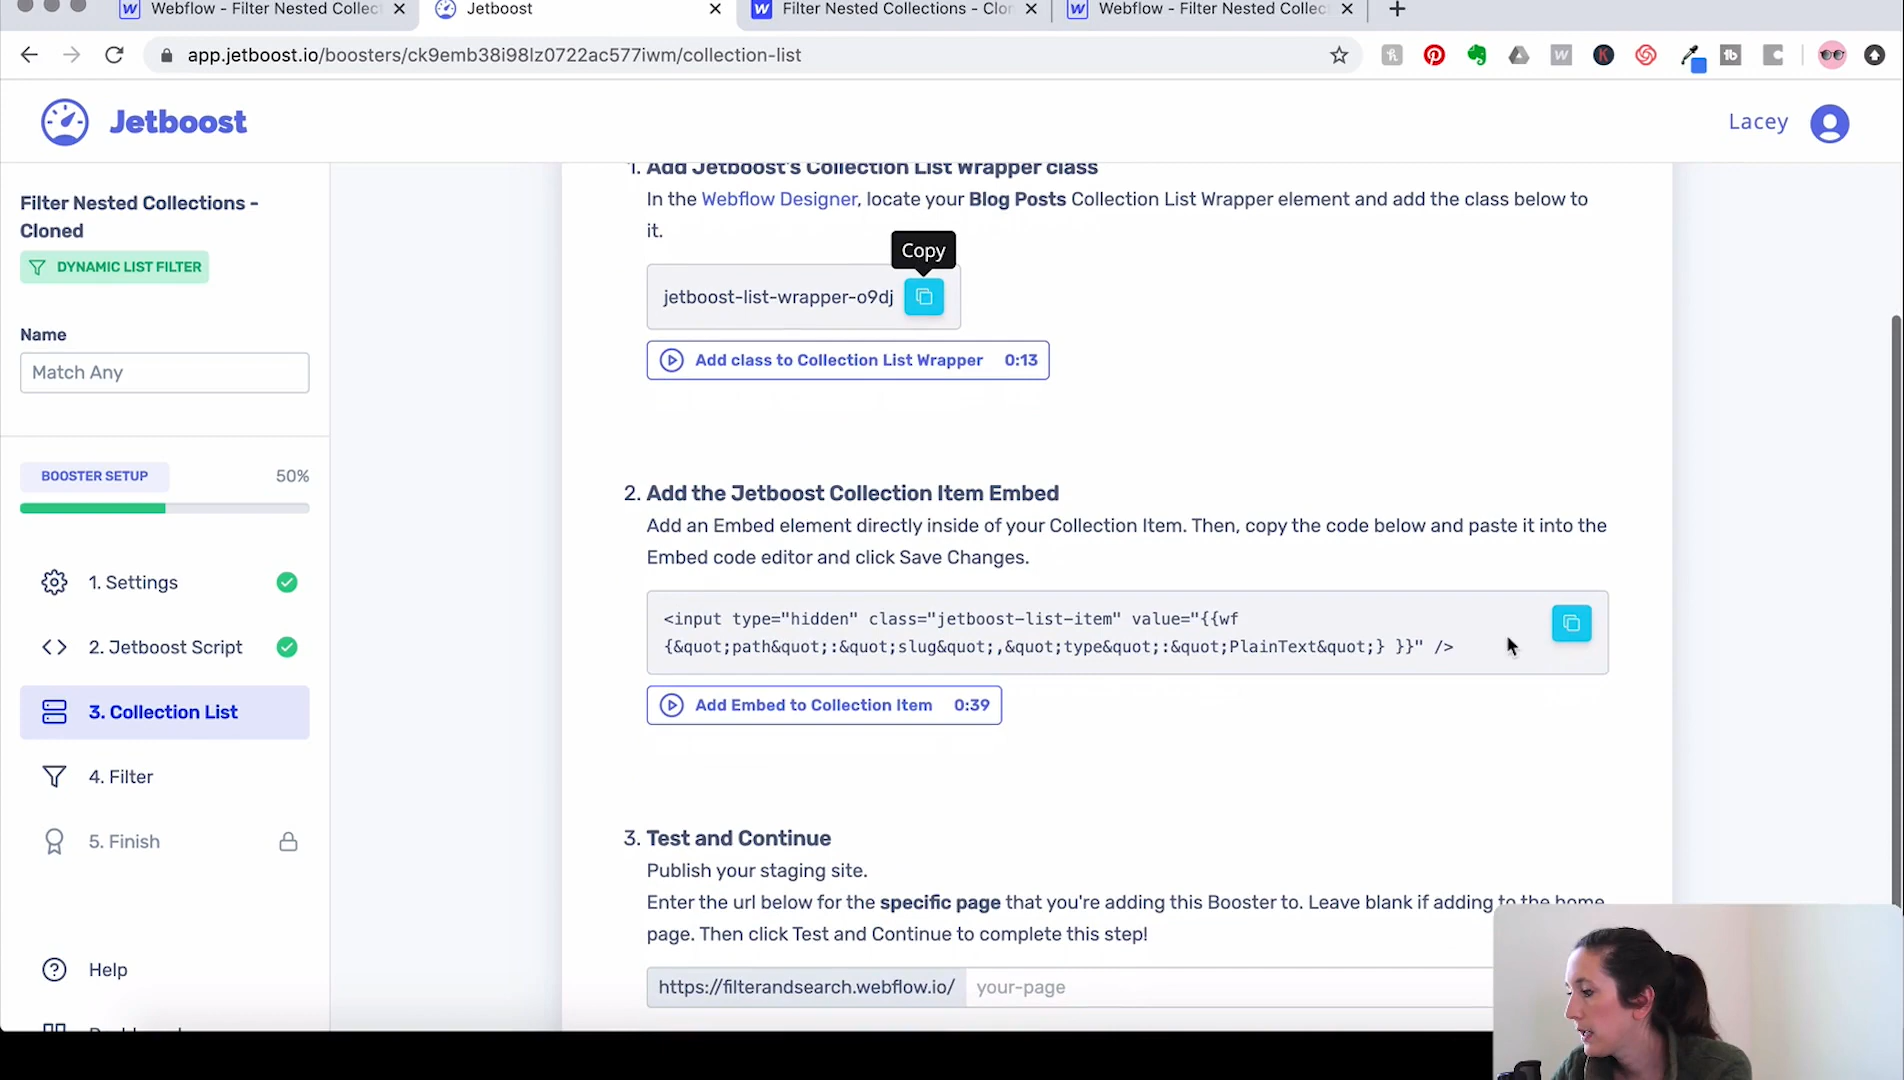 Webflow - Filter Nested Collect
Jetboost
Filter Nested Collections - Clon
Webflow - Filter Nested Collec
app.jetboost.io/boosters/ck9emb38i98lz0722ac577iwm/collection-list
Jetboost
Lacey
Filter Nested Collections -
Cloned
DYNAMIC LIST FILTER
Name
Match Any
BOOSTER SETUP 50%
1. Settings
2. Jetboost Script
3. Collection List
4. Filter
5. Finish
Help
1. Add Jetboost's Collection List Wrapper class
In the Webflow Designer, locate your Blog Posts Collection List Wrapper element and add the class below to
it.
Copy
jetboost-list-wrapper-o9dj
Add class to Collection List Wrapper 0:13
2. Add the Jetboost Collection Item Embed
Add an Embed element directly inside of your Collection Item. Then, copy the code below and paste it into the
Embed code editor and click Save Changes.
<input type="hidden" class="jetboost-list-item" value="{{wf
{&quot;path&quot;:&quot;slug&quot;,&quot;type&quot;:&quot;PlainText&quot;} }}" />
Add Embed to Collection Item 0:39
3. Test and Continue
Publish your staging site.
Enter the url below for the specific page that you're adding this Booster to. Leave blank if adding to the home
page. Then click Test and Continue to complete this step!
https://filterandsearch.webflow.io/ your-page